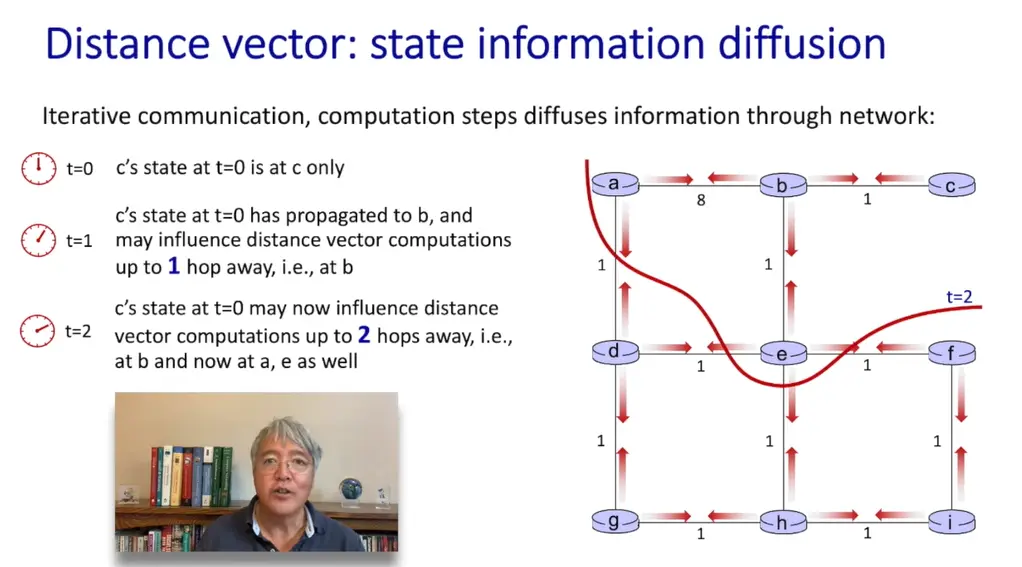 Distance vector: state information diffusion
Iterative communication, computation steps diffuses information through network:
t=0 c’s state at t=0 is at c only
c’s state at t=0 has propagated to b, and
t=1 may influence distance vector computations
up to 1 hop away, i.e., at b
c’s state at t=0 may now influence distance
t=2 vector computations up to 2 hops away, i.e.,
at b and now at a, e as well
a b c
8 1
1 1
t=2
d e f
1 1
1 1 1
g h i
1 1